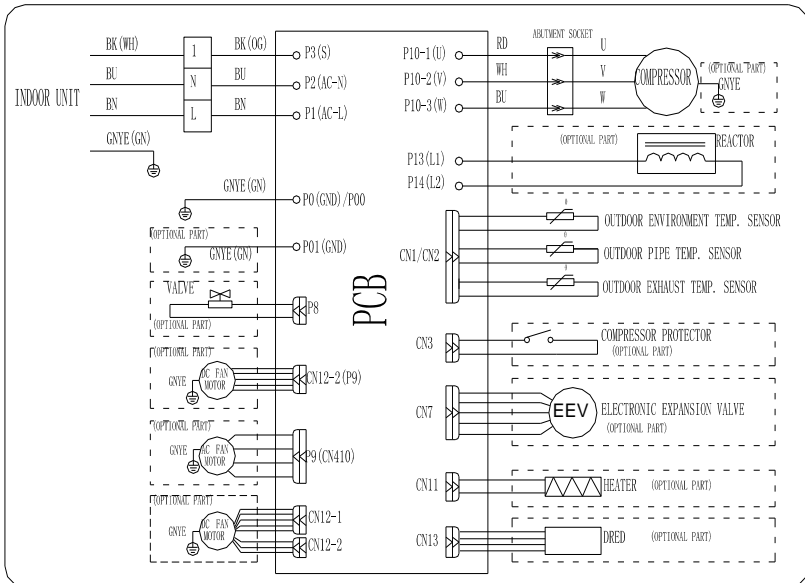 INDOOR UNIT
BK(WH)
BU
BN
GNYE(GN)
1
N
L
BK(OG)
BU
BN
P3(S)
P2(AC-N)
P1(AC-L)
GNYE(GN)
P0(GND)/P00
(OPTIONAL PART)
GNYE(GN)
P01(GND)
VALVE
(OPTIONAL PART)
P8
(OPTIONAL PART)
GNYE
DC FAN
MOTOR
CN12-2(P9)
(OPTIONAL PART)
GNYE
AC FAN
MOTOR
P9(CN410)
(OPTIONAL PART)
GNYE
DC FAN
MOTOR
CN12-1
CN12-2
PCB
P10-1(U)
P10-2(V)
P10-3(W)
RD
WH
BU
ABUTMENT SOCKET
U
V
W
COMPRESSOR
(OPTIONAL PART)
GNYE
(OPTIONAL PART)
REACTOR
P13(L1)
P14(L2)
CN1/CN2
OUTDOOR ENVIRONMENT TEMP. SENSOR
OUTDOOR PIPE TEMP. SENSOR
OUTDOOR EXHAUST TEMP. SENSOR
CN3
COMPRESSOR PROTECTOR
(OPTIONAL PART)
CN7
EEV
ELECTRONIC EXPANSION VALVE
(OPTIONAL PART)
CN11
HEATER (OPTIONAL PART)
CN13
DRED (OPTIONAL PART)